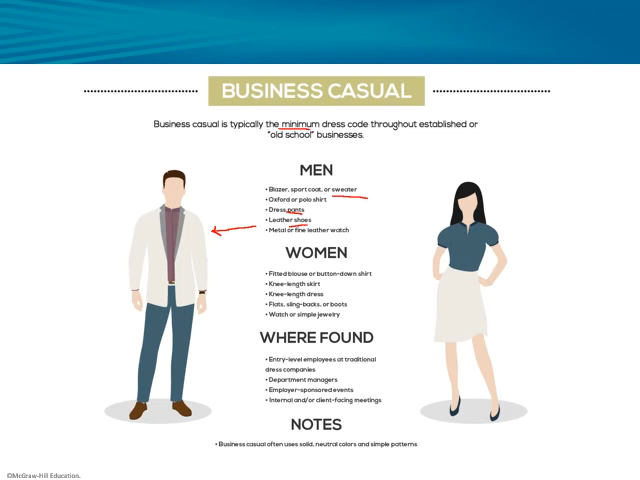 BUSINESS CASUAL
Business casual is typically the minimum dress code throughout established or
"old school" businesses.
MEN
• Blazer, sport coat, or sweater
• Oxford or polo shirt
• Dress pants
• Leather shoes
• Metal or fine leather watch
WOMEN
• Fitted blouse or button-down shirt
• Knee-length skirt
• Knee-length dress
• Flats, sling-backs, or boots
• Watch or simple jewelry
WHERE FOUND
• Entry-level employees at traditional
dress companies
• Department managers
• Employer-sponsored events
• Internal and/or client-facing meetings
NOTES
• Business casual often uses solid, neutral colors and simple patterns
©McGraw-Hill Education.